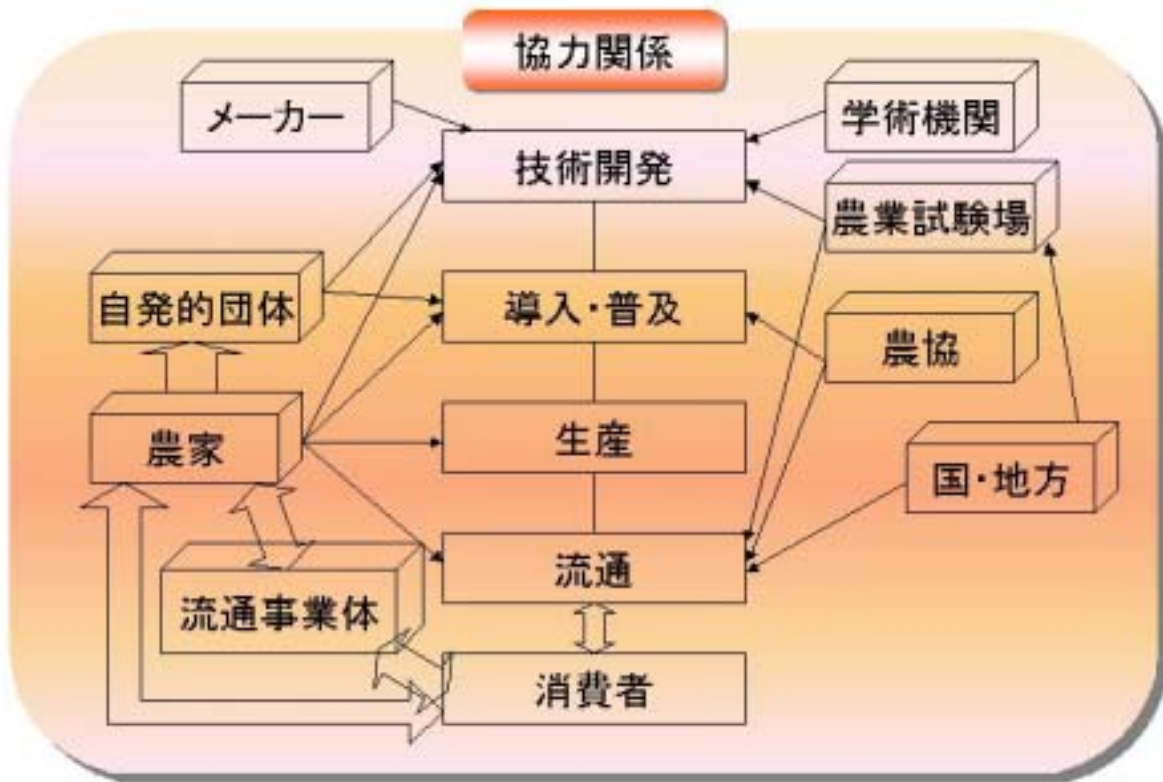 協力関係
メーカー
学術機関
技術開発
農業試験場
自発的団体
導入・普及
農協
農家
生産
国・地方
流通事業体
流通
消費者